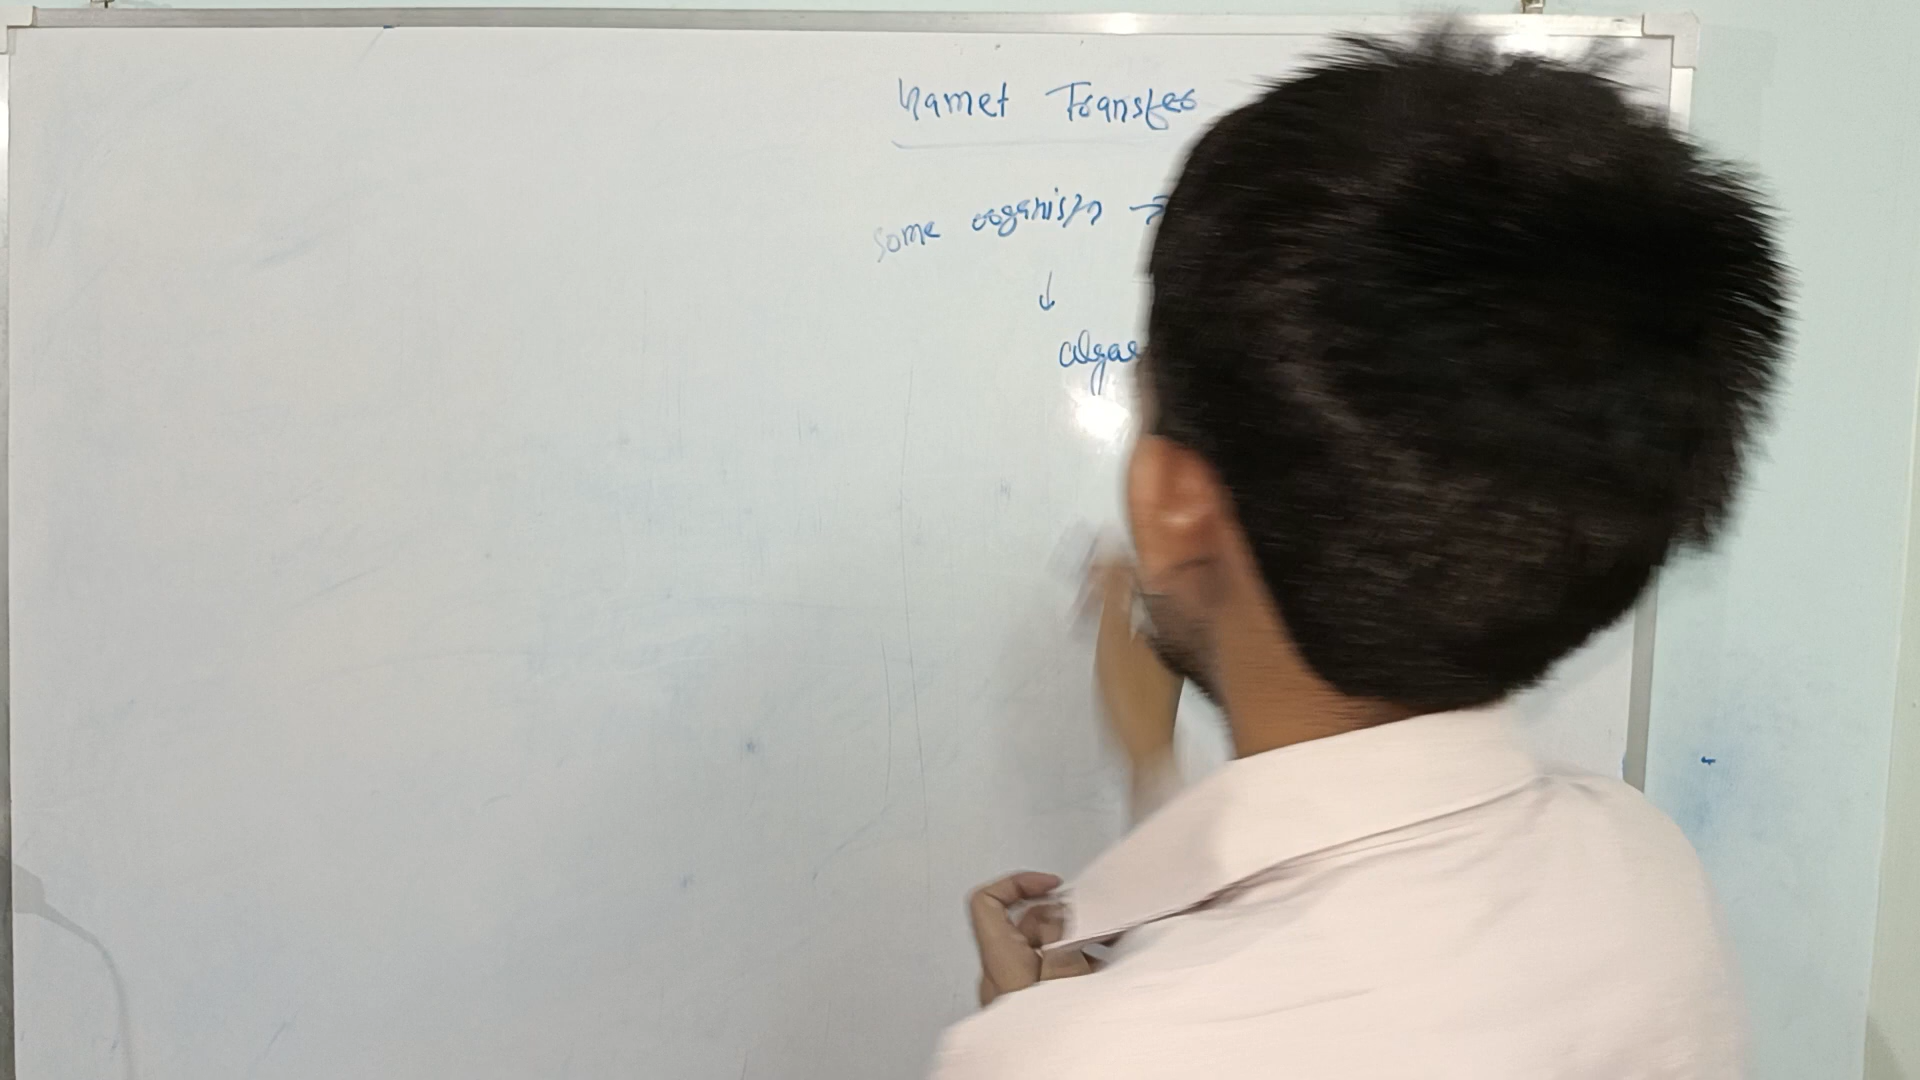 Gamet Transfer
some organism →
↓
algae